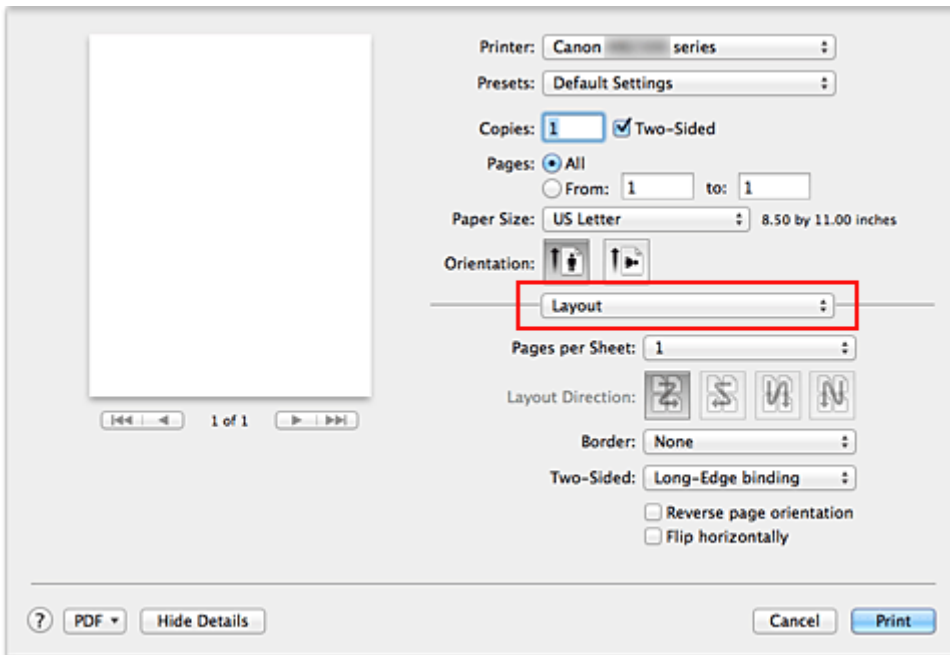 Printer: Canon series
Presets: Default Settings
Copies: 1 Two-Sided
Pages: All
From: 1 to: 1
Paper Size: US Letter 8.50 by 11.00 inches
Orientation:
Layout
Pages per Sheet: 1
Layout Direction:
Border: None
Two-Sided: Long-Edge binding
Reverse page orientation
Flip horizontally
1 of 1
? PDF Hide Details Cancel Print